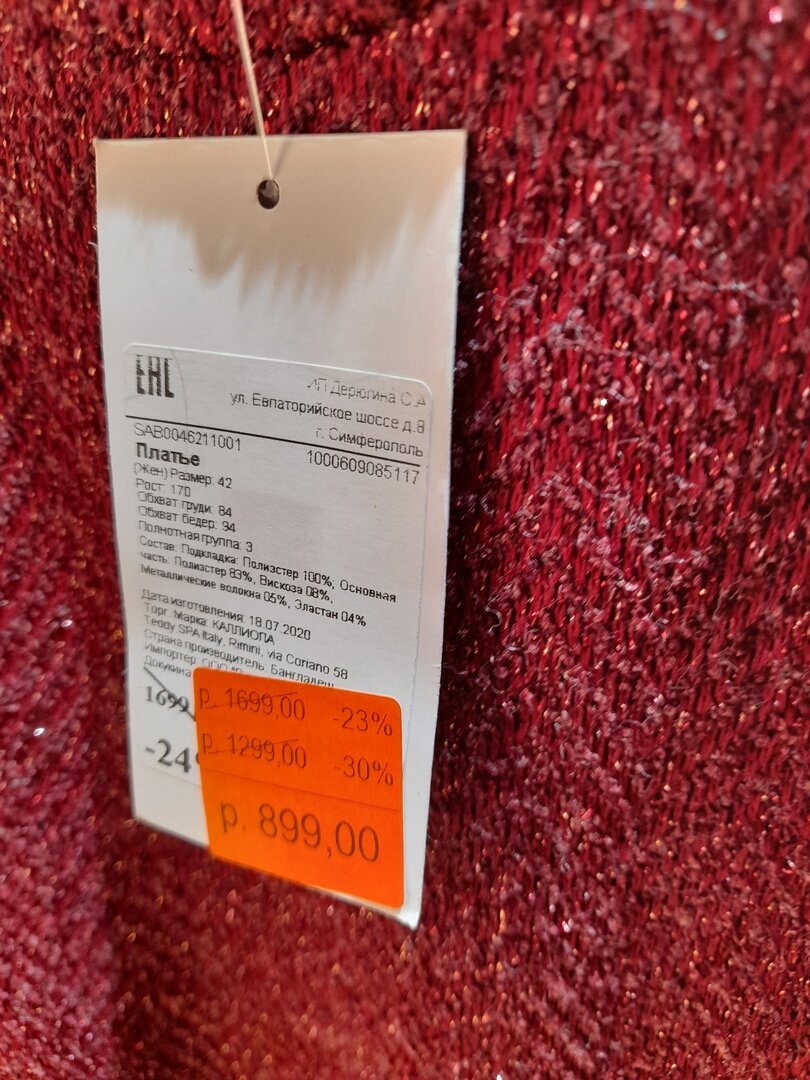 ЕАС
ИП Дерюгина С.А
ул. Евпаторийское шоссе д.8
г. Симферополь
SAB0046211001
1000609085117
Платье
(Жен) Размер: 42
Рост: 170
Обхват груди: 84
Обхват бедер: 94
Полнотная группа: 3
Состав: Подкладка: Полиэстер 100%, Основная
часть: Полиэстер 83%, Вискоза 08%,
Металлические волокна 05%, Эластан 04%
Дата изготовления: 18.07.2020
Торг. Марка: КАЛЛИОПА
Teddy SPA Italy, Rimini, via Coriano 58
Страна производитель: Бангладеш
Импортер: ООО
Докукина
1699
-24
р. 1699,00 -23%
р. 1299,00 -30%
р. 899,00